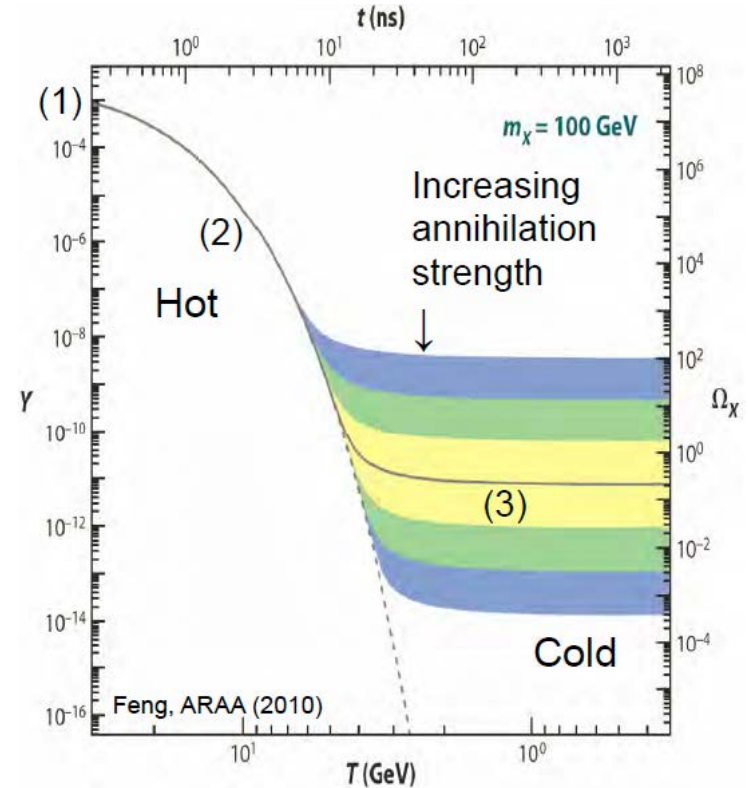 t (ns)
10⁰ 10¹ 10² 10³
(1)
mX = 100 GeV
10⁸
10⁻⁴
10⁶
Increasing
annihilation
strength
↓
(2)
10⁻⁶
10⁴
Hot
10⁻⁸
10²
Y
ΩX
10⁻¹⁰
10⁰
(3)
10⁻¹²
10⁻²
10⁻¹⁴
10⁻⁴
Cold
10⁻¹⁶
Feng, ARAA (2010)
10¹ 10⁰
T (GeV)